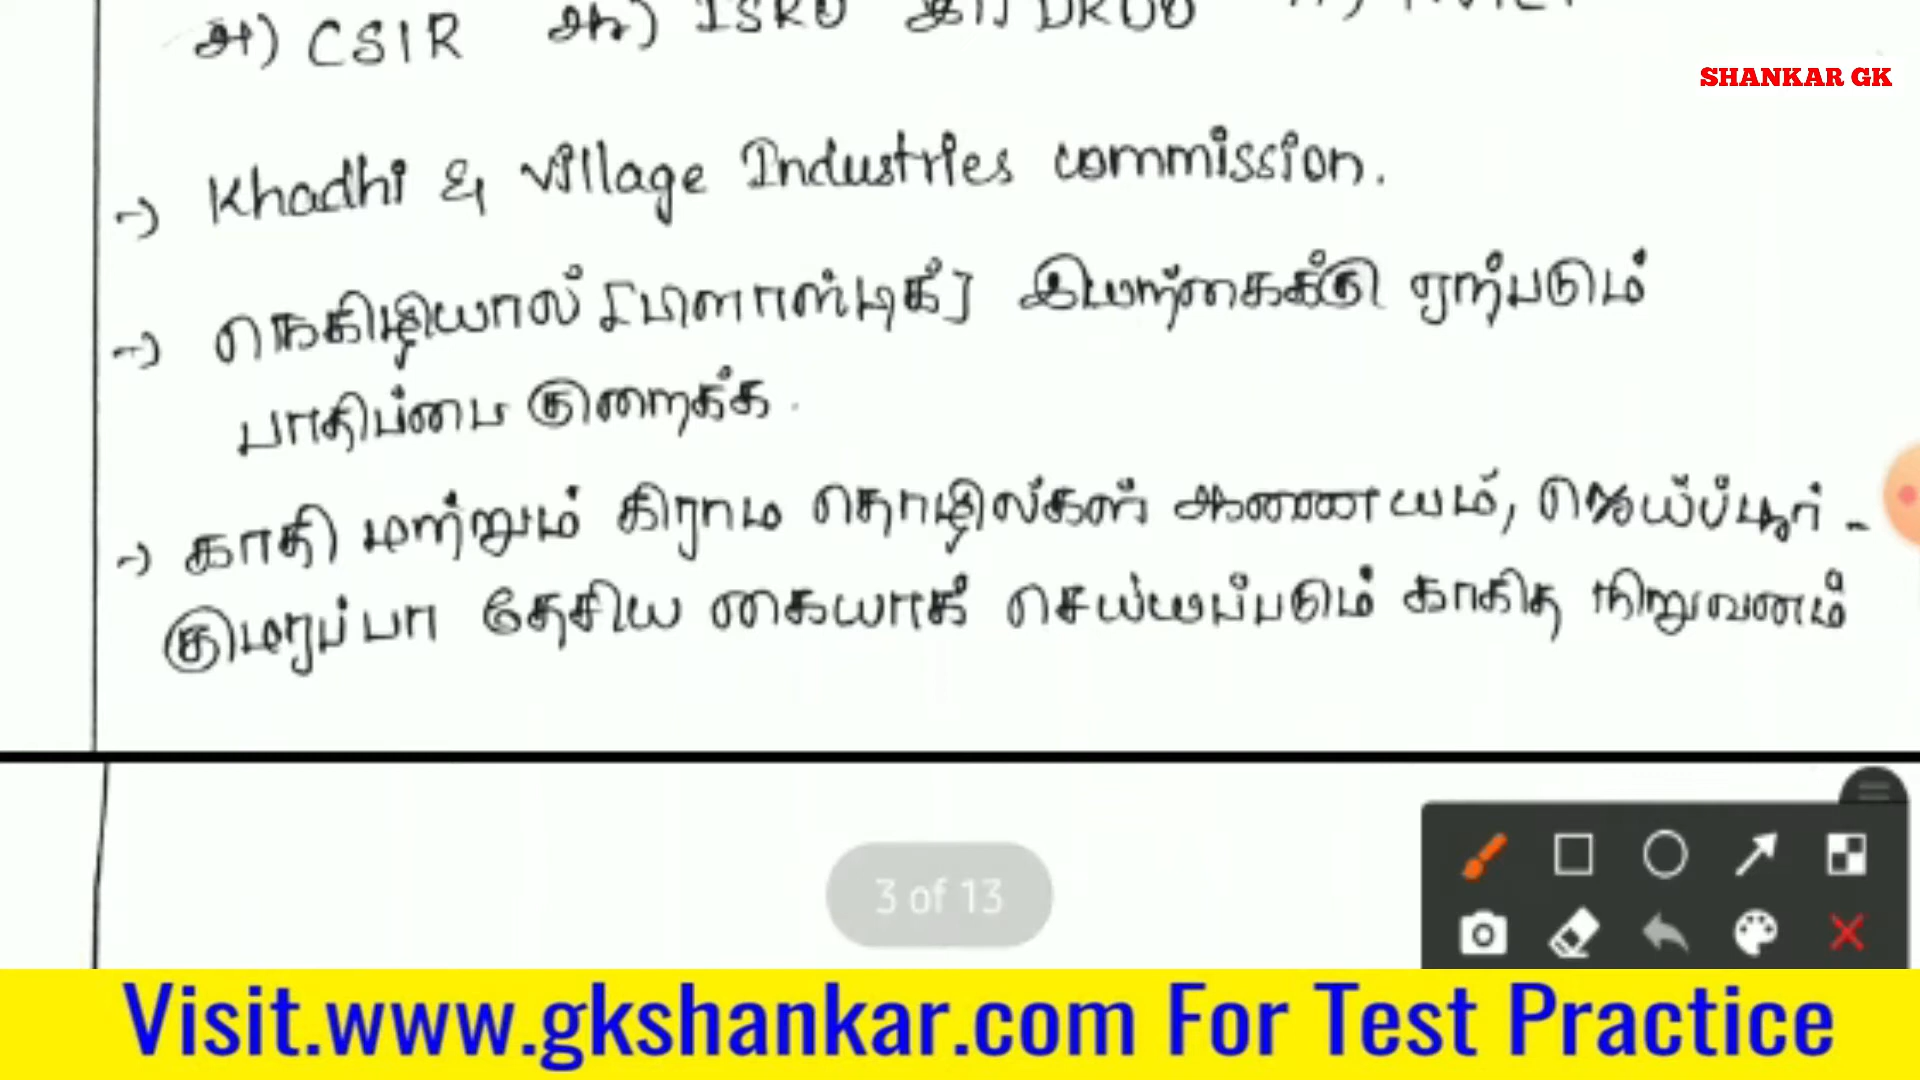 அ) CSIR ஆ) ISRO இ) DRDO
SHANKAR GK
-) Khadhi & Village Industries commission.
-) நெகிழியால் [பிளாஸ்டிக்] இயற்கைக்கு ஏற்படும்
பாதிப்பை குறைக்க.
-) காதி மற்றும் கிராம தொழில்கள் ஆணையம், ஜெய்ப்பூர் -
குமரப்பா தேசிய கையாக் செய்யப்படும் காகித நிறுவனம்
3 of 13
Visit.www.gkshankar.com For Test Practice